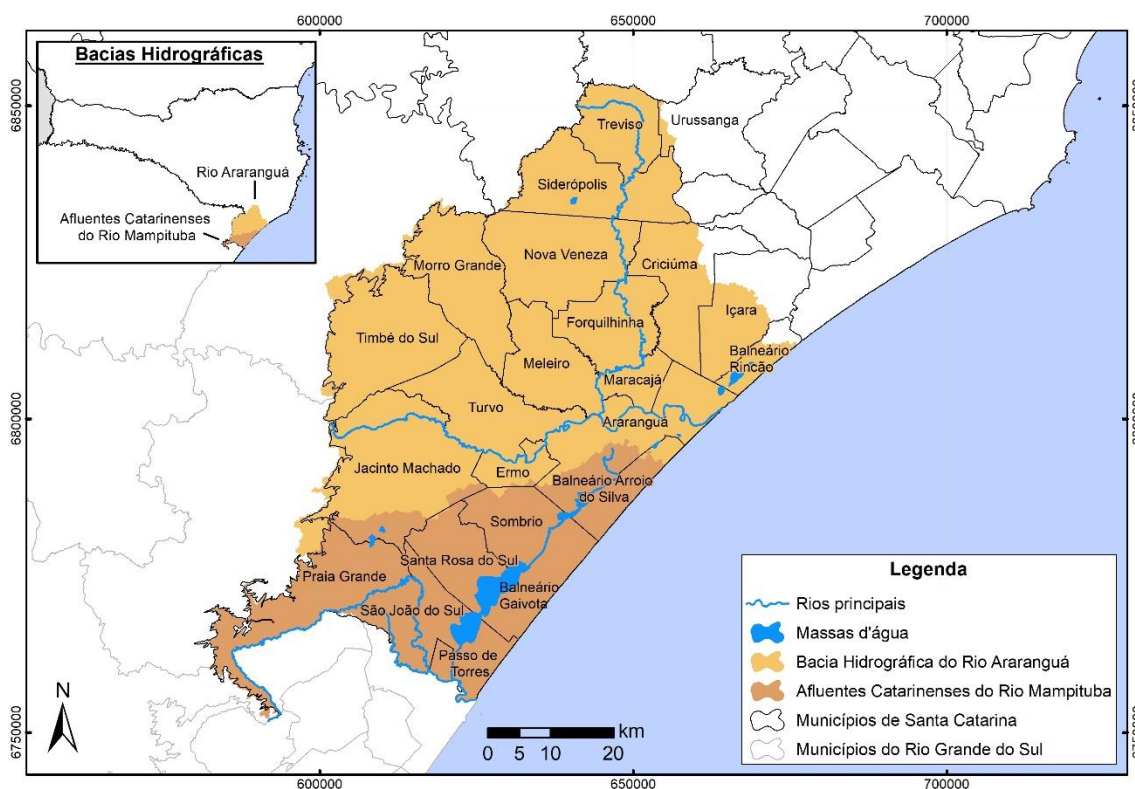 600000
650000
700000
Bacias Hidrográficas
Rio Araranguá
Afluentes Catarinenses
do Rio Mampituba
6850000
6850000
Treviso
Urussanga
Siderópolis
Nova Veneza
Criciúma
Morro Grande
Içara
Forquilhinha
Timbé do Sul
Balneário
Rincão
Meleiro
Maracajá
Turvo
Araranguá
6800000
6800000
Jacinto Machado
Ermo
Balneário Arroio
do Silva
Sombrio
Santa Rosa do Sul
Praia Grande
Balneário
Gaivota
São João do Sul
Passo de
Torres
6750000
6750000
N
km
0 5 10 20
Legenda
Rios principais
Massas d'água
Bacia Hidrográfica do Rio Araranguá
Afluentes Catarinenses do Rio Mampituba
Municípios de Santa Catarina
Municípios do Rio Grande do Sul
600000
650000
700000